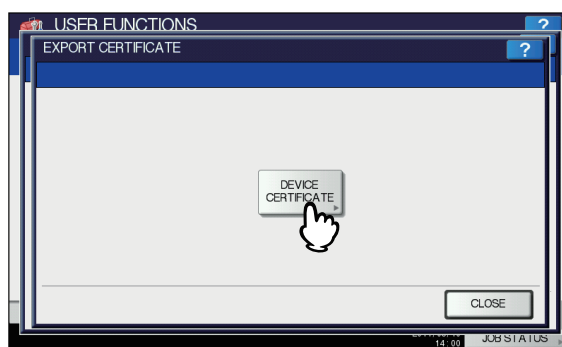 USER FUNCTIONS
?
EXPORT CERTIFICATE
?
DEVICE
CERTIFICATE
CLOSE
14:00
JOB STATUS